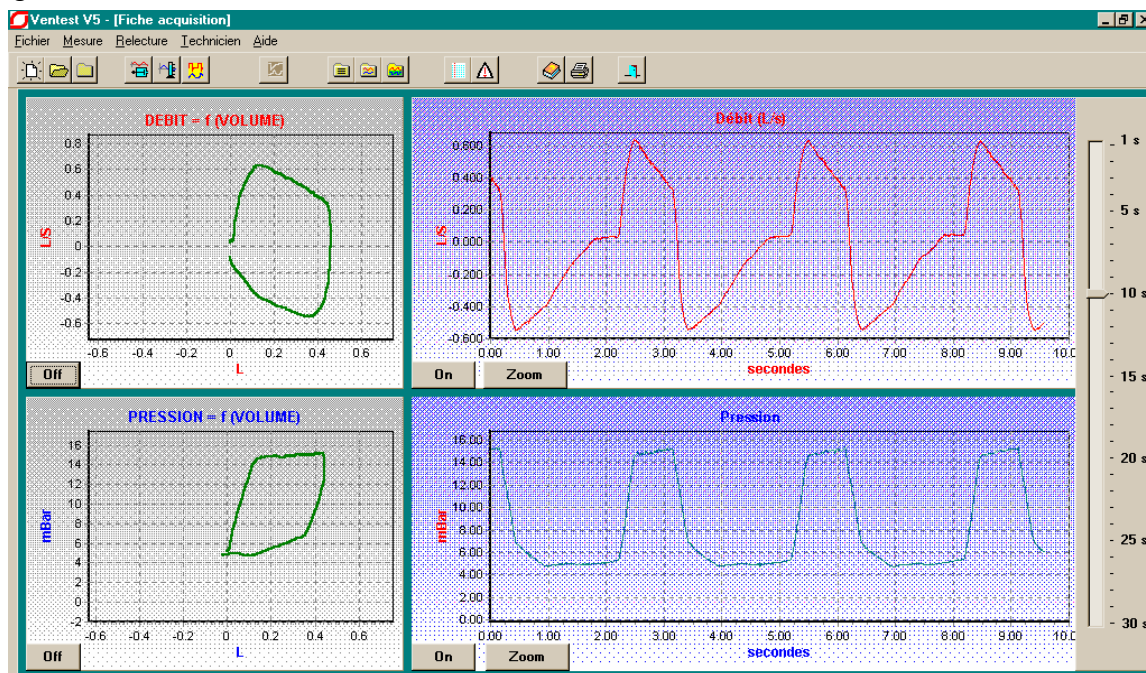 Ventest V5 - [Fiche acquisition]
Fichier Mesure Relecture Technicien Aide
DEBIT = f (VOLUME)
0.8
0.6
0.4
0.2
0
-0.2
-0.4
-0.6
L/S
-0.6 -0.4 -0.2 0 0.2 0.4 0.6
L
Off
Débit (L/s)
0.600
0.400
0.200
0.000
-0.200
-0.400
-0.600
L/S
0.00 1.00 2.00 3.00 4.00 5.00 6.00 7.00 8.00 9.00 10.0
secondes
On Zoom
PRESSION = f (VOLUME)
16
14
12
10
8
6
4
2
0
-2
mBar
-0.6 -0.4 -0.2 0 0.2 0.4 0.6
L
Off
Pression
16.00
14.00
12.00
10.00
8.00
6.00
4.00
2.00
0.00
mBar
0.00 1.00 2.00 3.00 4.00 5.00 6.00 7.00 8.00 9.00 10.0
secondes
On Zoom
1 s
5 s
10 s
15 s
20 s
25 s
30 s